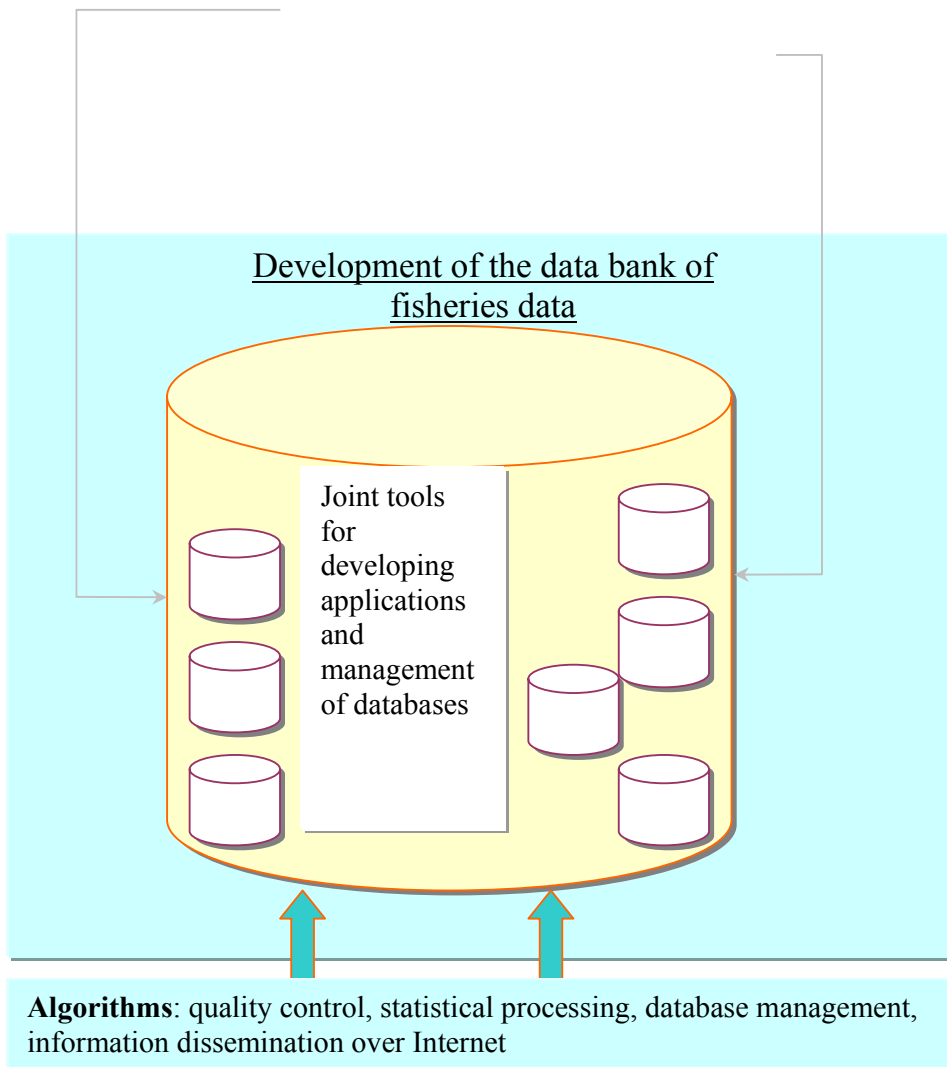 Development of the data bank of
fisheries data
Joint tools
for
developing
applications
and
management
of databases
Algorithms: quality control, statistical processing, database management,
information dissemination over Internet